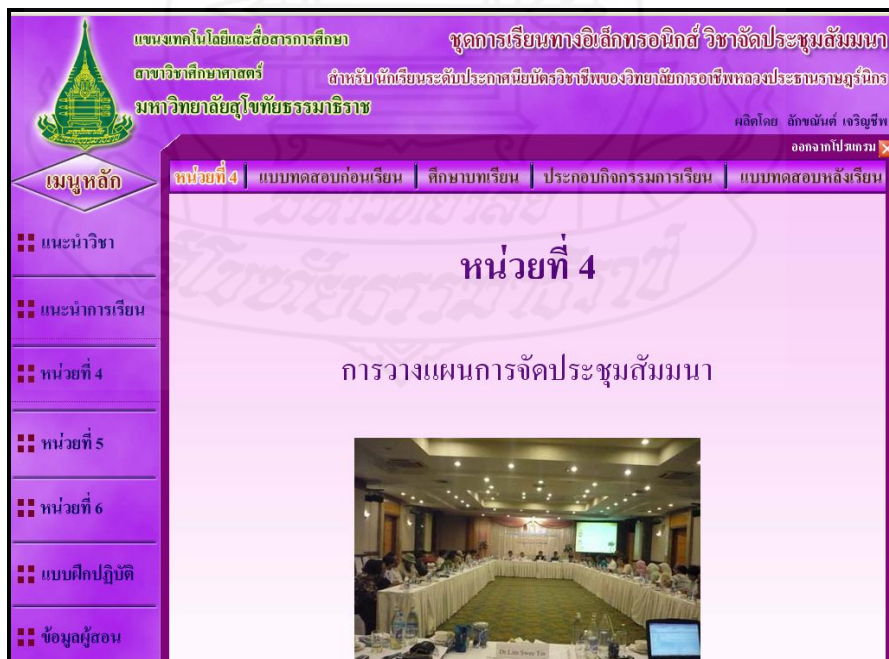 แขนงเทคโนโลยีและสื่อสารการศึกษา
สาขาวิชาศึกษาศาสตร์
มหาวิทยาลัยสุโขทัยธรรมาธิราช
ชุดการเรียนทางอิเล็กทรอนิกส์ วิชาจัดประชุมสัมมนา
สำหรับ นักเรียนระดับประกาศนียบัตรวิชาชีพของวิทยาลัยการอาชีพหลวงประธานราษฎร์นิกร
ผลิตโดย ลักขณันต์ เจริญชีพ
ออกจากโปรแกรม
เมนูหลัก
หน่วยที่ 4 แบบทดสอบก่อนเรียน ศึกษาบทเรียน ประกอบกิจกรรมการเรียน แบบทดสอบหลังเรียน
แนะนำวิชา
แนะนำการเรียน
หน่วยที่ 4
หน่วยที่ 5
หน่วยที่ 6
แบบฝึกปฏิบัติ
ข้อมูลผู้สอน
หน่วยที่ 4
การวางแผนการจัดประชุมสัมมนา